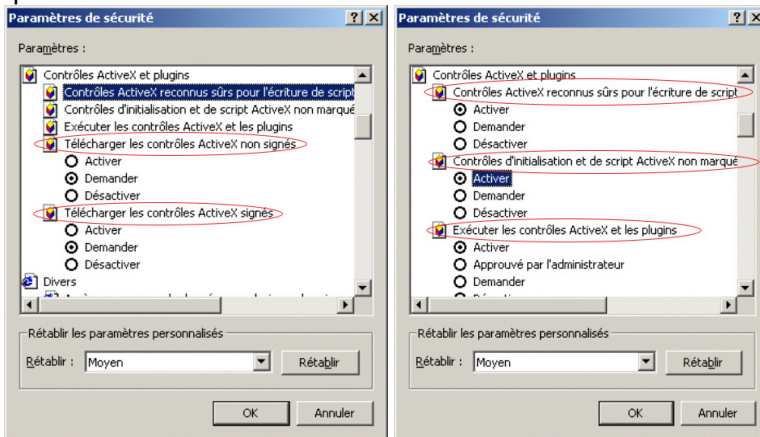 Paramètres de sécurité
Paramètres :
Contrôles ActiveX et plugins
Contrôles ActiveX reconnus sûrs pour l'écriture de script
Contrôles d'initialisation et de script ActiveX non marqué
Exécuter les contrôles ActiveX et les plugins
Télécharger les contrôles ActiveX non signés
Activer
Demander
Désactiver
Télécharger les contrôles ActiveX signés
Activer
Demander
Désactiver
Divers
Rétablir les paramètres personnalisés
Rétablir :
Moyen
Rétablir
OK
Annuler
Paramètres de sécurité
Paramètres :
Contrôles ActiveX et plugins
Contrôles ActiveX reconnus sûrs pour l'écriture de script
Activer
Demander
Désactiver
Contrôles d'initialisation et de script ActiveX non marqué
Activer
Demander
Désactiver
Exécuter les contrôles ActiveX et les plugins
Activer
Approuvé par l'administrateur
Demander
Rétablir les paramètres personnalisés
Rétablir :
Moyen
Rétablir
OK
Annuler